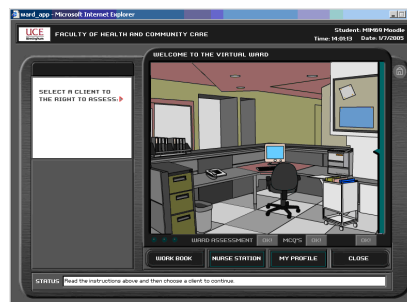 ward_app - Microsoft Internet Explorer
UCE
Birmingham
FACULTY OF HEALTH AND COMMUNITY CARE
Student: MIM69 Moodle
Time: 14:01:13 Date: 1/7/2005
WELCOME TO THE VIRTUAL WARD
SELECT A CLIENT TO
THE RIGHT TO ASSESS:
WARD ASSESSMENT (X) MCQ'S (X) (X)
WORK BOOK NURSE STATION MY PROFILE CLOSE
STATUS Read the instructions above and then choose a client to continue.